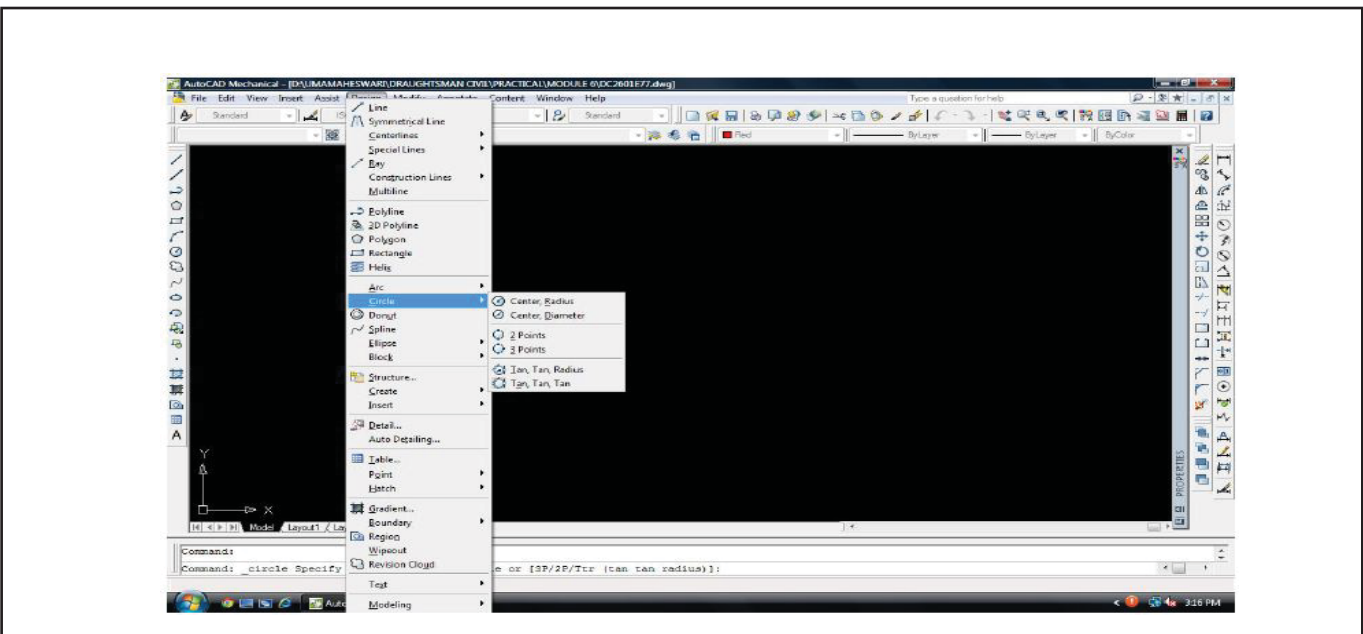 AutoCAD Mechanical - [D:\UMAMAHESWARI\DRAUGHTSMAN CIVIL\PRACTICAL\MODULE 6\DC2601E77.dwg]
File Edit View Insert Assist Design Modify Annotate Content Window Help Type a question for help
Standard Standard
Red ByLayer ByLayer ByColor
Line
Symmetrical Line
Centerlines
Special Lines
Ray
Construction Lines
Multiline
Polyline
2D Polyline
Polygon
Rectangle
Helix
Arc
Circle
Donut
Spline
Ellipse
Block
Structure...
Create
Insert
Detail...
Auto Detailing...
Table...
Point
Hatch
Gradient...
Boundary
Region
Wipeout
Revision Cloud
Text
Modeling
Center, Radius
Center, Diameter
2 Points
3 Points
Tan, Tan, Radius
Tan, Tan, Tan
A
Y
X
PROPERTIES
Model Layout1
Command:
Command: _circle Specify e or [3P/2P/Ttr (tan tan radius)]:
Auto 3:16 PM